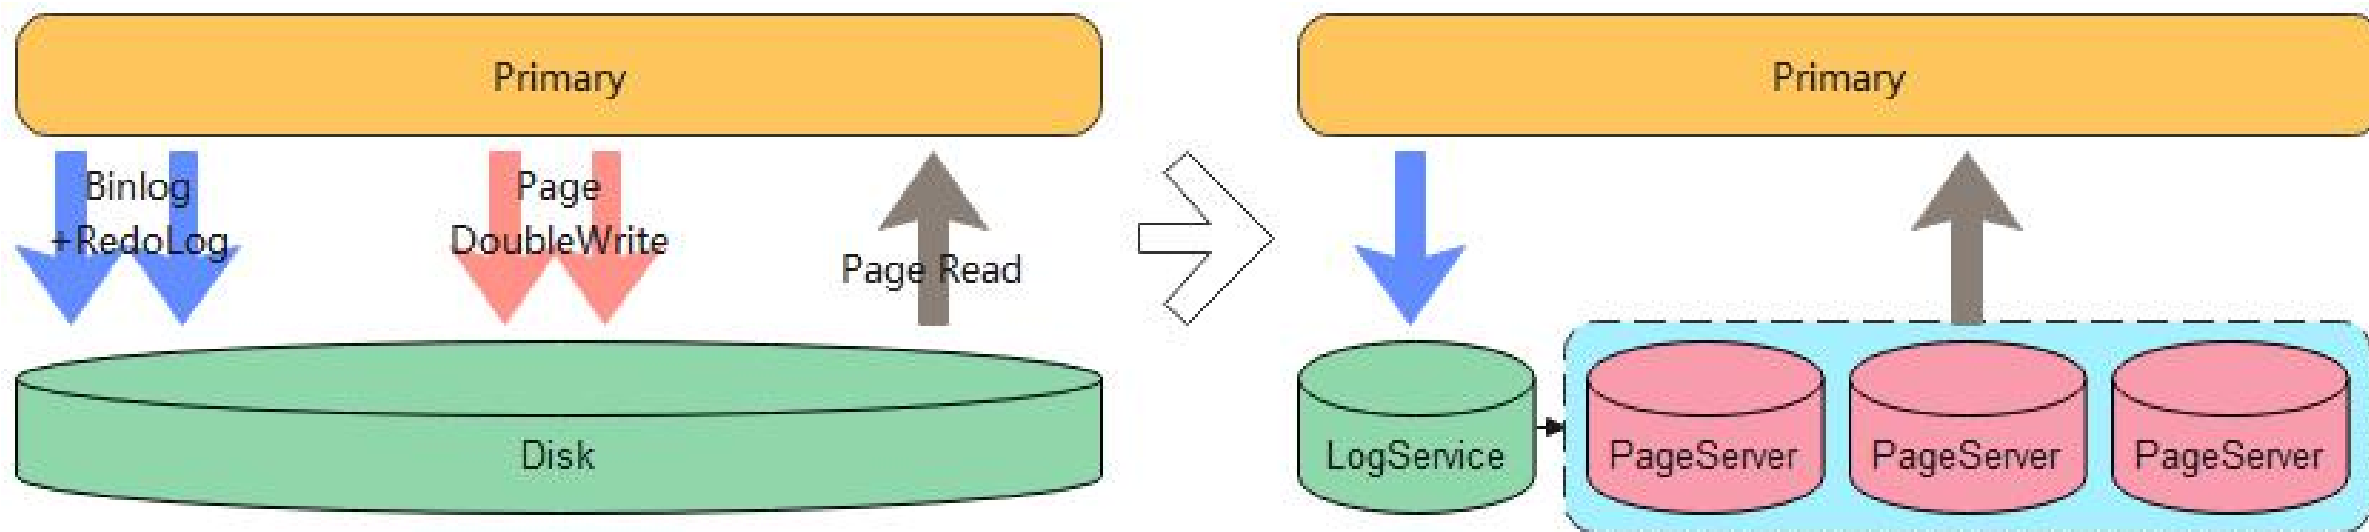 Primary
Primary
Binlog
+RedoLog
Page
DoubleWrite
Page Read
Disk
LogService
PageServer
PageServer
PageServer